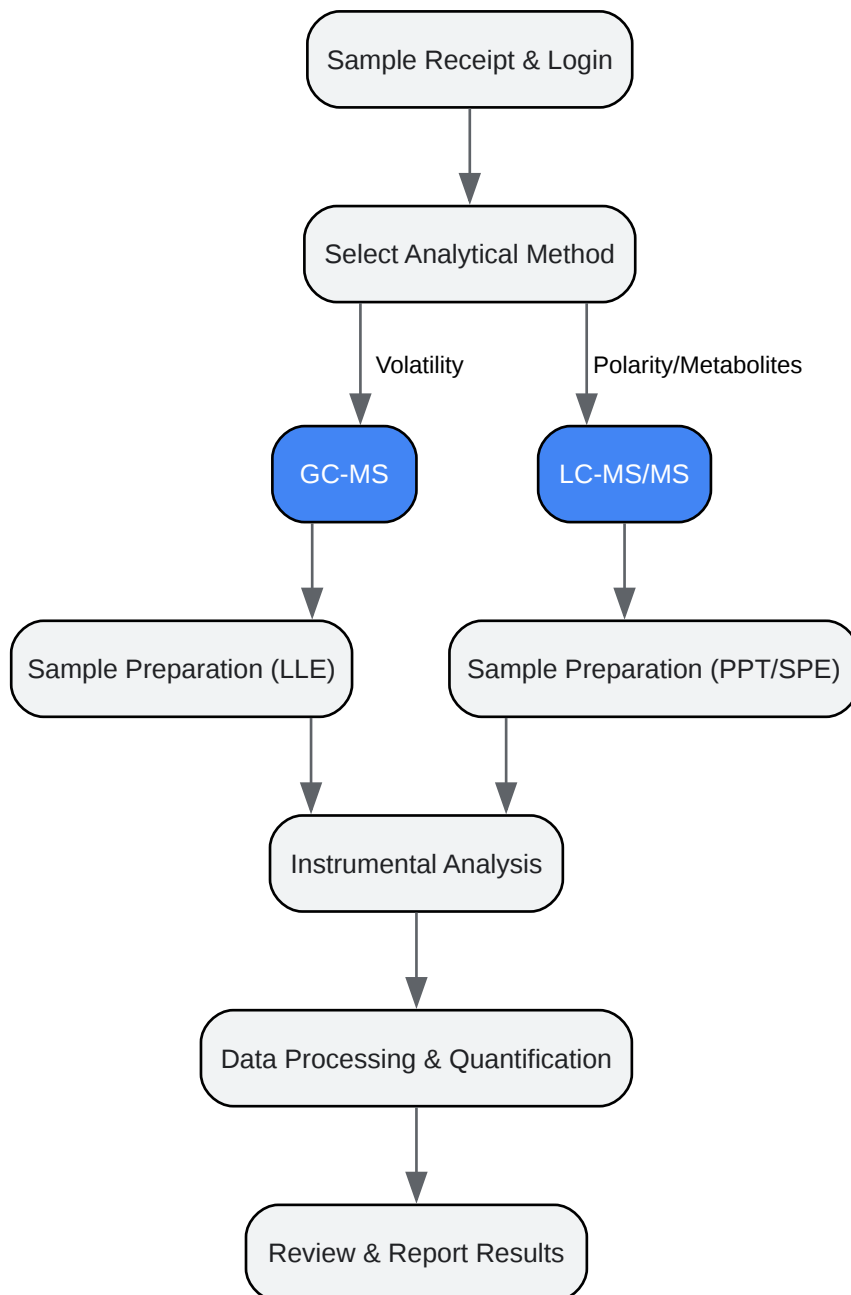 Sample Receipt & Login
Select Analytical Method
Volatility
Polarity/Metabolites
GC-MS
LC-MS/MS
Sample Preparation (LLE)
Sample Preparation (PPT/SPE)
Instrumental Analysis
Data Processing & Quantification
Review & Report Results